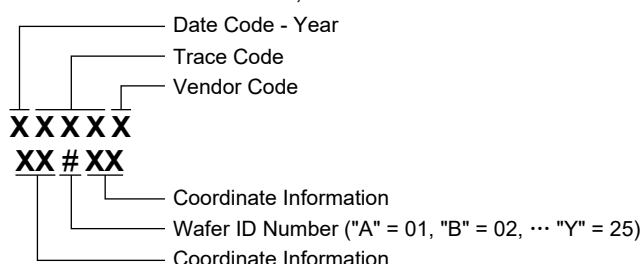 Date Code - Year
Trace Code
Vendor Code
XXXXX
XX # XX
Coordinate Information
Wafer ID Number ("A" = 01, "B" = 02, ··· "Y" = 25)
Coordinate Information